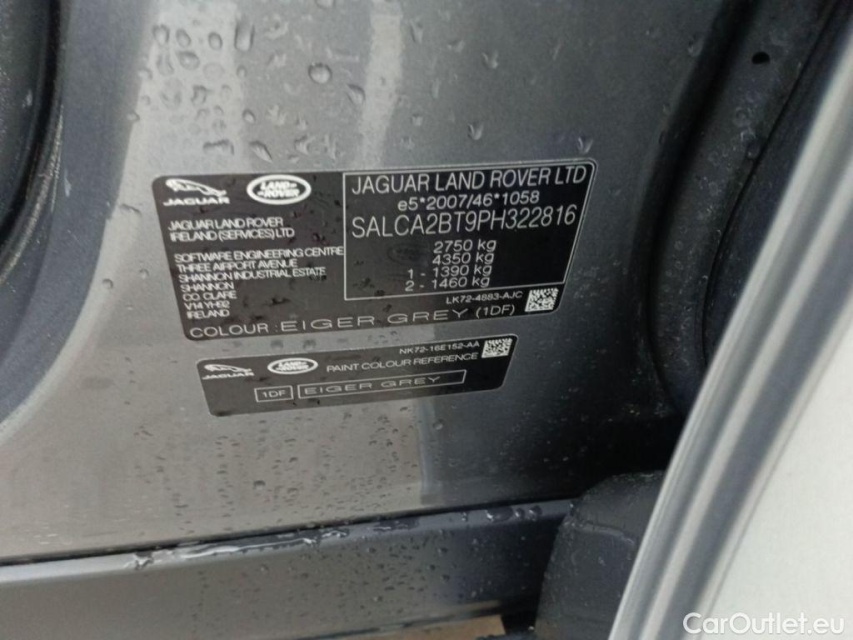 JAGUAR
LAND
ROVER
JAGUAR LAND ROVER
IRELAND (SERVICES) LTD
SOFTWARE ENGINEERING CENTRE
THREE AIRPORT AVENUE
SHANNON INDUSTRIAL ESTATE
SHANNON
CO CLARE
V14 YH92
IRELAND
JAGUAR LAND ROVER LTD
e5*2007/46*1058
SALCA2BT9PH322816
2750 kg
4350 kg
1 - 1390 kg
2 - 1460 kg
LK72-4883-AJC
COLOUR : EIGER GREY (1DF)
JAGUAR
LAND
ROVER
NK72-16E152-AA
PAINT COLOUR REFERENCE
1DF EIGER GREY
CarOutlet.eu